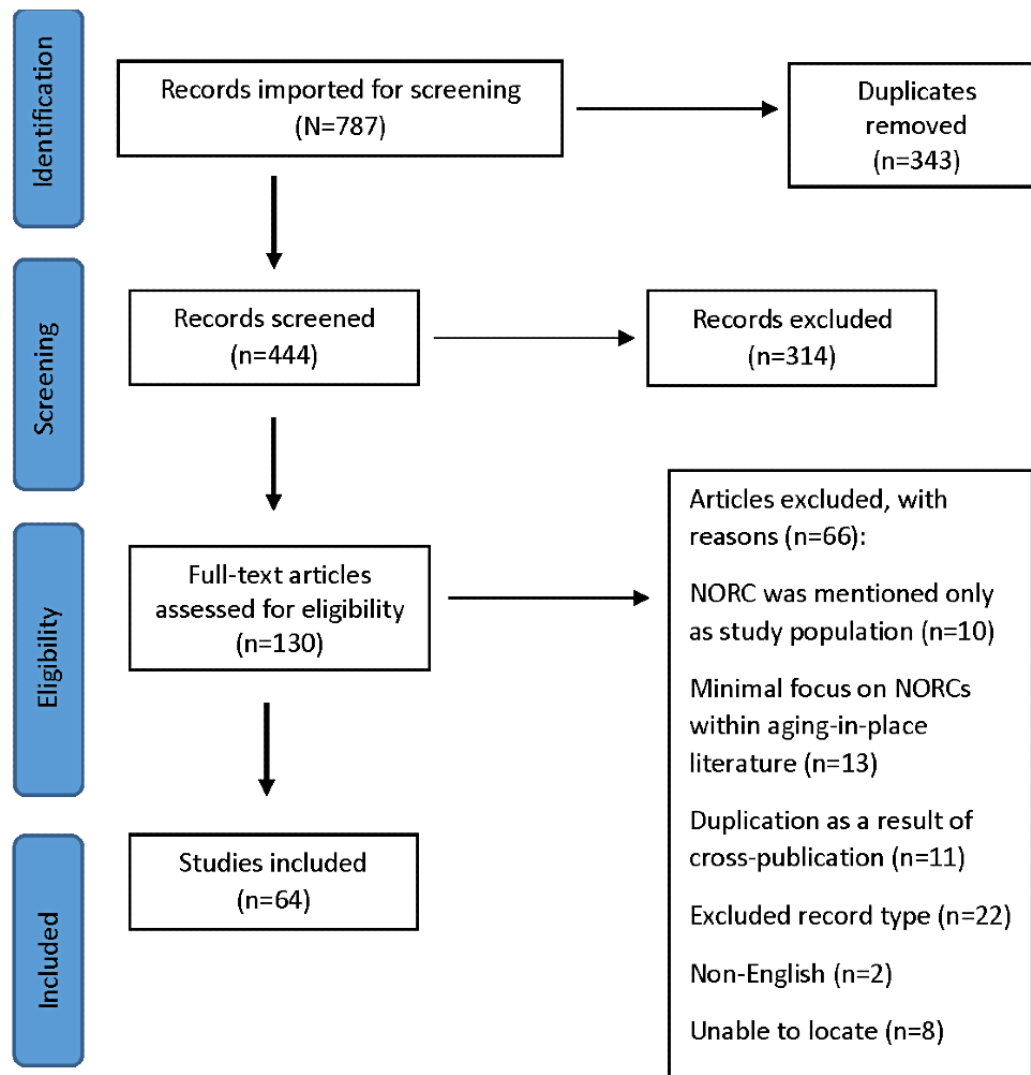 Identification
Records imported for screening
(N=787)
Duplicates
removed
(n=343)
Screening
Records screened
(n=444)
Records excluded
(n=314)
Eligibility
Full-text articles
assessed for eligibility
(n=130)
Articles excluded, with
reasons (n=66):
NORC was mentioned only
as study population (n=10)
Minimal focus on NORCs
within aging-in-place
literature (n=13)
Duplication as a result of
cross-publication (n=11)
Excluded record type (n=22)
Non-English (n=2)
Unable to locate (n=8)
Included
Studies included
(n=64)